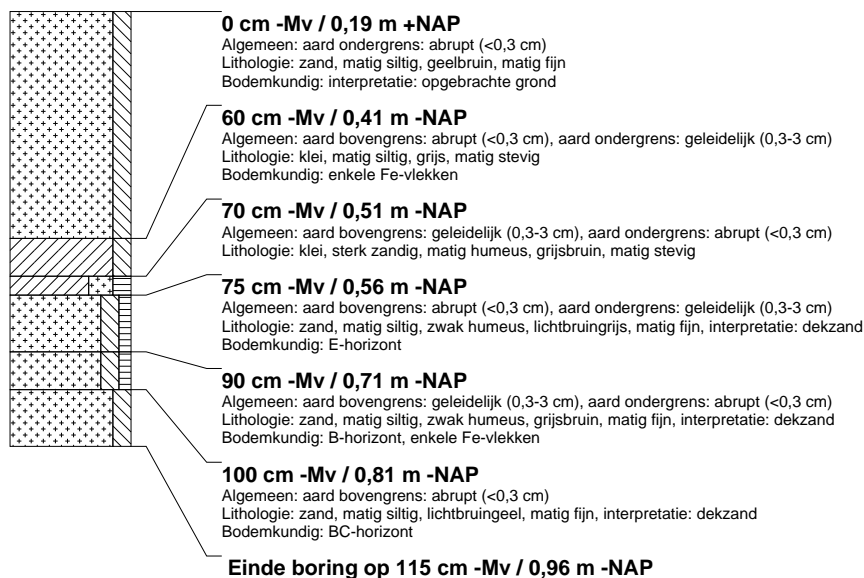 0 cm -Mv / 0,19 m +NAP
Algemeen: aard ondergrens: abrupt (<0,3 cm)
Lithologie: zand, matig siltig, geelbruin, matig fijn
Bodemkundig: interpretatie: opgebrachte grond
60 cm -Mv / 0,41 m -NAP
Algemeen: aard bovengrens: abrupt (<0,3 cm), aard ondergrens: geleidelijk (0,3-3 cm)
Lithologie: klei, matig siltig, grijs, matig stevig
Bodemkundig: enkele Fe-vlekken
70 cm -Mv / 0,51 m -NAP
Algemeen: aard bovengrens: geleidelijk (0,3-3 cm), aard ondergrens: abrupt (<0,3 cm)
Lithologie: klei, sterk zandig, matig humeus, grijsbruin, matig stevig
75 cm -Mv / 0,56 m -NAP
Algemeen: aard bovengrens: abrupt (<0,3 cm), aard ondergrens: geleidelijk (0,3-3 cm)
Lithologie: zand, matig siltig, zwak humeus, lichtbruingrijs, matig fijn, interpretatie: dekzand
Bodemkundig: E-horizont
90 cm -Mv / 0,71 m -NAP
Algemeen: aard bovengrens: geleidelijk (0,3-3 cm), aard ondergrens: abrupt (<0,3 cm)
Lithologie: zand, matig siltig, zwak humeus, grijsbruin, matig fijn, interpretatie: dekzand
Bodemkundig: B-horizont, enkele Fe-vlekken
100 cm -Mv / 0,81 m -NAP
Algemeen: aard bovengrens: abrupt (<0,3 cm)
Lithologie: zand, matig siltig, lichtbruingeel, matig fijn, interpretatie: dekzand
Bodemkundig: BC-horizont
Einde boring op 115 cm -Mv / 0,96 m -NAP